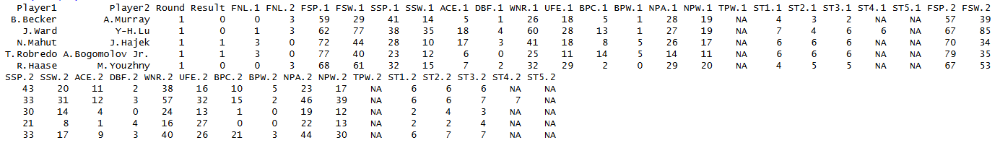 Player1 Player2 Round Result FNL.1 FNL.2 FSP.1 FSW.1 SSP.1 SSW.1 ACE.1 DBF.1 WNR.1 UFE.1 BPC.1 BPW.1 NPA.1 NPW.1 TPW.1 ST1.1 ST2.1 ST3.1 ST4.1 ST5.1 FSP.2 FSW.2
B.Becker A.Murray 1 0 0 3 59 29 41 14 5 1 26 18 5 1 28 19 NA 4 3 2 NA NA 57 39
J.Ward Y-H.Lu 1 0 1 3 62 77 38 35 18 4 60 28 13 1 27 19 NA 7 4 6 6 NA 67 85
N.Mahut J.Hajek 1 1 3 0 72 44 28 10 17 3 41 18 8 5 26 17 NA 6 6 6 NA NA 70 34
T.Robredo A.Bogomolov Jr. 1 1 3 0 77 40 23 12 6 0 25 11 14 5 14 11 NA 6 6 6 NA NA 79 35
R.Haase M.Youzhny 1 0 0 3 68 61 32 15 7 2 32 29 2 0 29 20 NA 4 5 5 NA NA 67 53
SSP.2 SSW.2 ACE.2 DBF.2 WNR.2 UFE.2 BPC.2 BPW.2 NPA.2 NPW.2 TPW.2 ST1.2 ST2.2 ST3.2 ST4.2 ST5.2
43 20 11 2 38 16 10 5 23 17 NA 6 6 6 NA NA
33 31 12 3 57 32 15 2 46 39 NA 6 6 7 7 NA
30 14 4 0 24 13 1 0 19 12 NA 2 4 3 NA NA
21 8 1 4 16 27 0 0 22 13 NA 2 2 4 NA NA
33 17 9 3 40 26 21 3 44 30 NA 6 7 7 NA NA